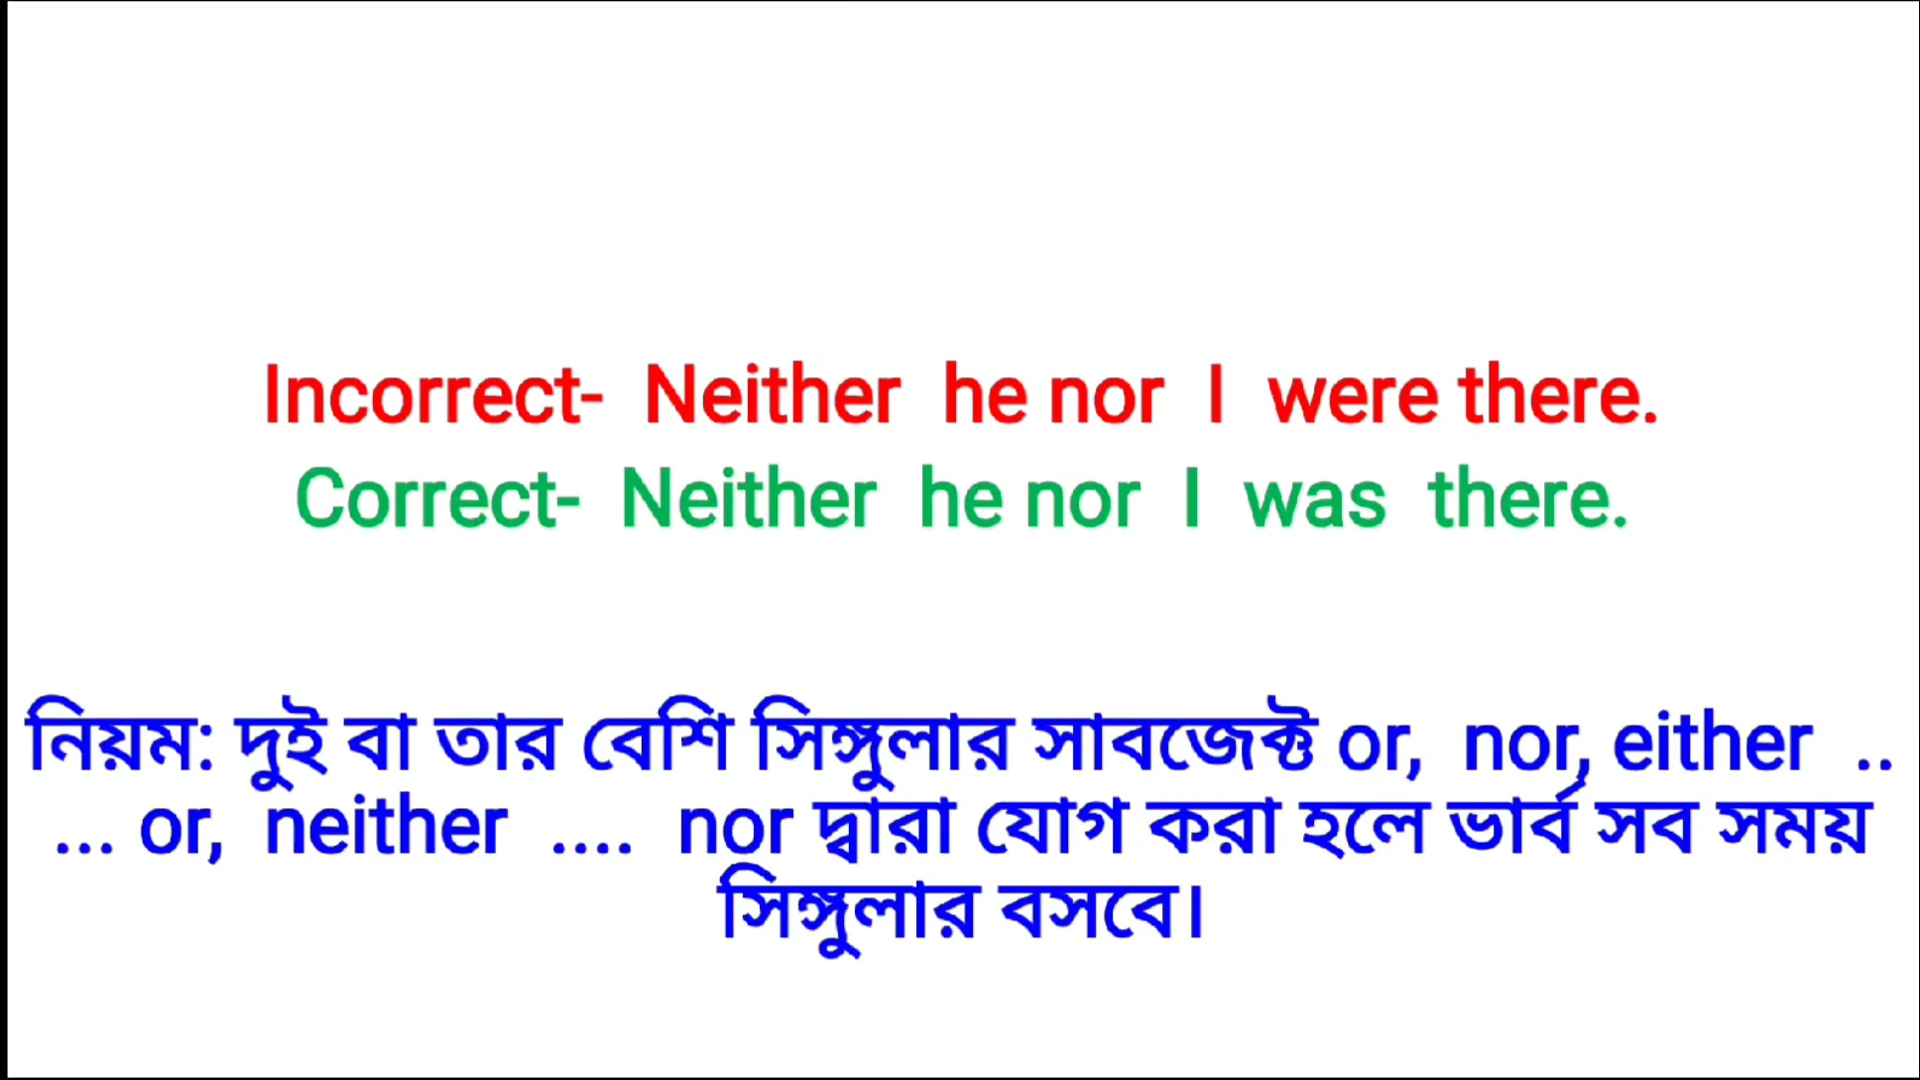 Incorrect- Neither he nor I were there.
Correct- Neither he nor I was there.
নিয়ম: দুই বা তার বেশি সিঙ্গুলার সাবজেক্ট or, nor, either ..
... or, neither .... nor দ্বারা যোগ করা হলে ভার্ব সব সময়
সিঙ্গুলার বসবে।